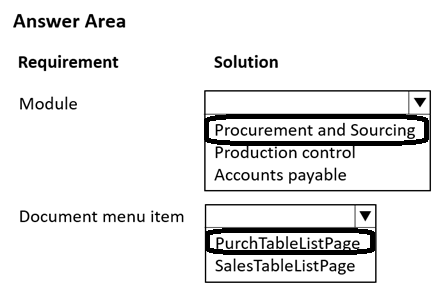 Answer Area
Requirement Solution
Module
Procurement and Sourcing
Production control
Accounts payable
Document menu item
PurchTableListPage
SalesTableListPage